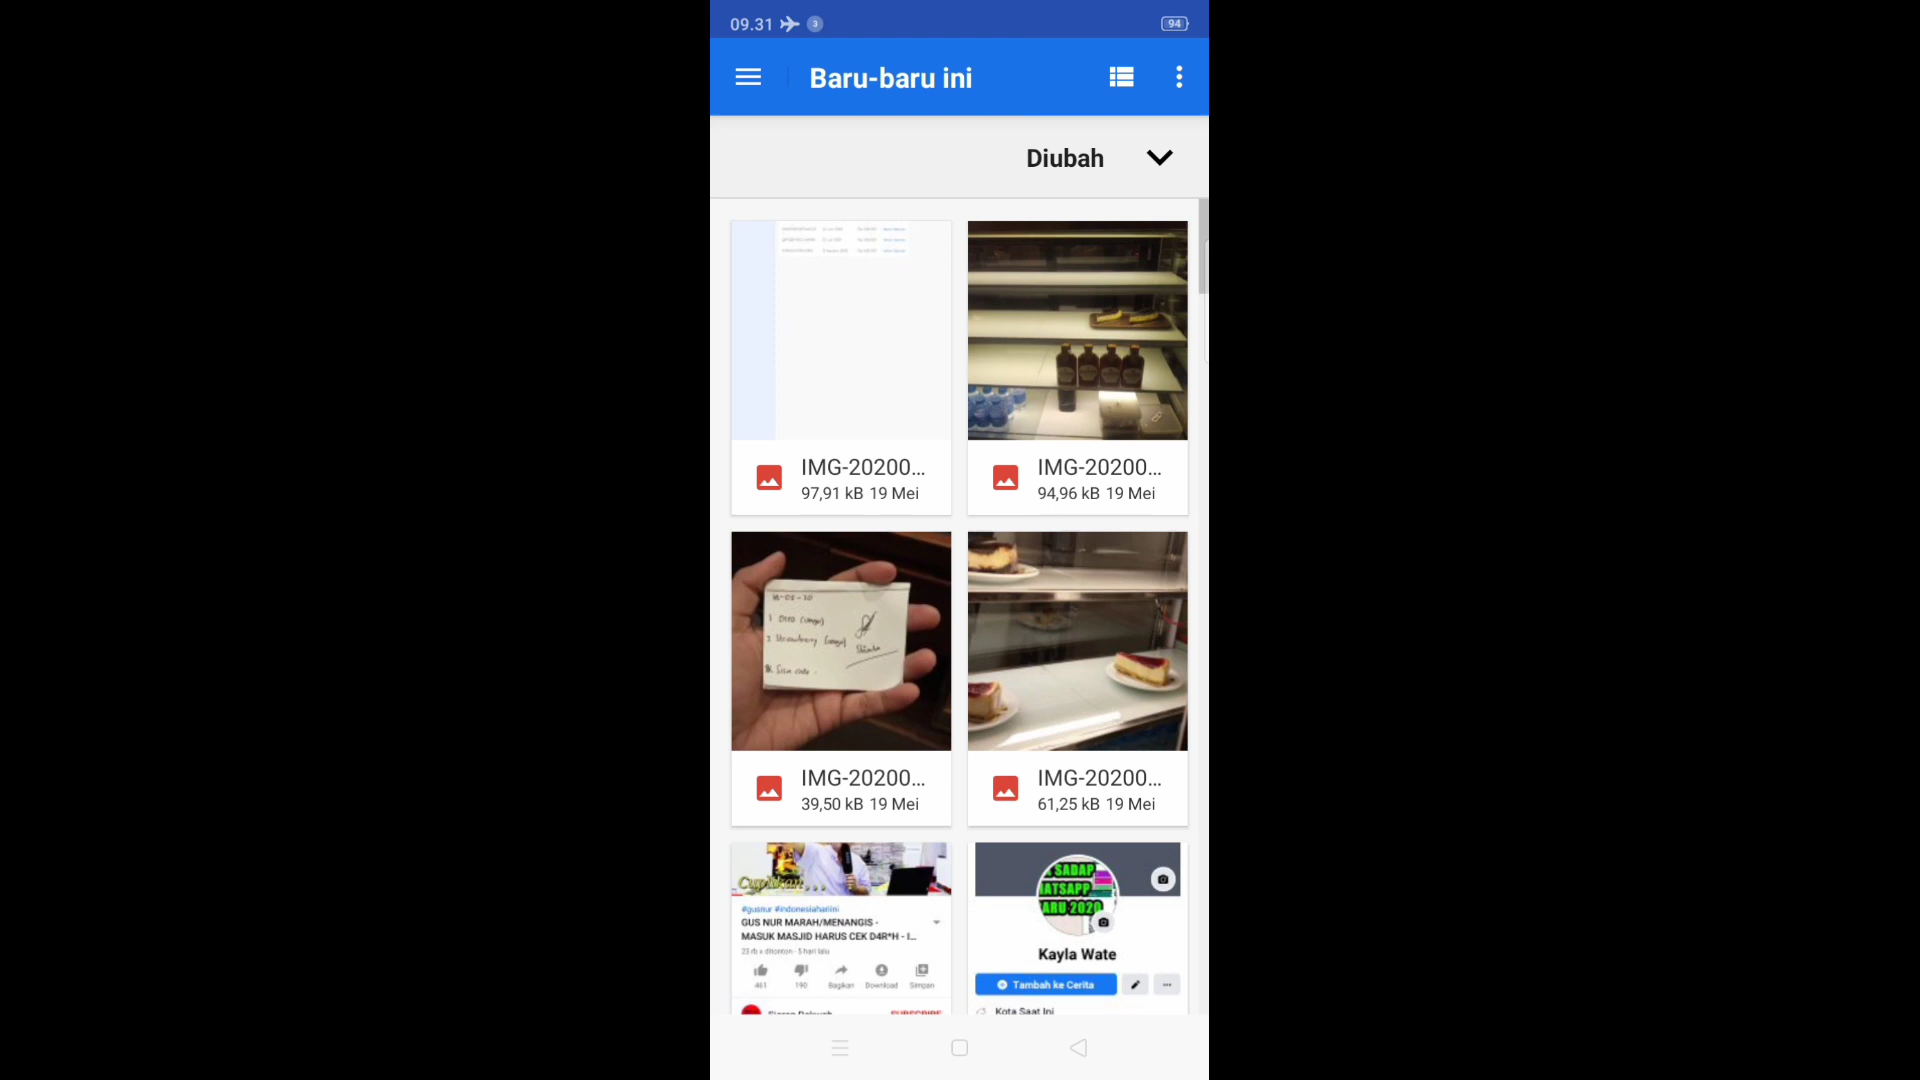 09.31
3
94
Baru-baru ini
Diubah
IMG-20200...
97,91 kB 19 Mei
IMG-20200...
94,96 kB 19 Mei
IMG-20200...
39,50 kB 19 Mei
IMG-20200...
61,25 kB 19 Mei
Cuplikan...
#gusnur #indonesiahariini
GUS NUR MARAH/MENANGIS -
MASUK MASJID HARUS CEK D4R*H - I...
23 rb x ditonton · 5 hari lalu
461
190
Bagikan
Download
Simpan
SUBSCRIBE
SADAP
ATSAPP
ARU 2020
Kayla Wate
Tambah ke Cerita
Kota Saat Ini